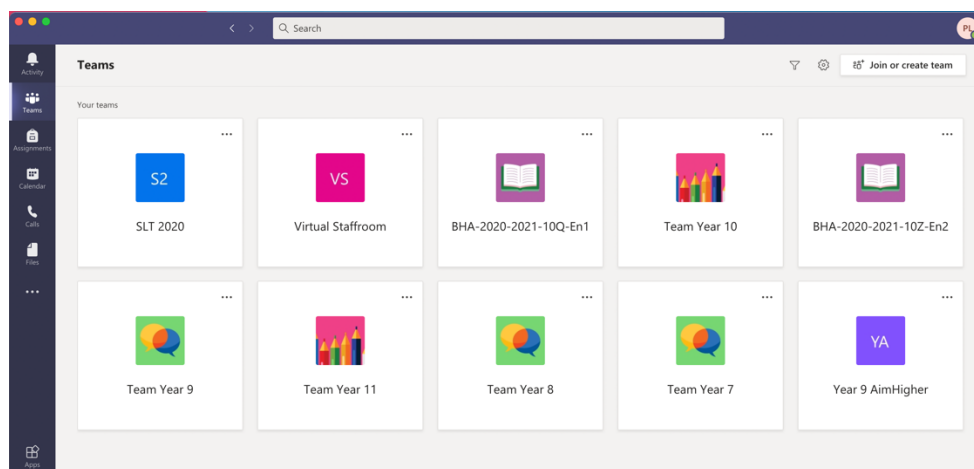 Search
PL
Activity
Teams
Assignments
Calendar
Calls
Files
Apps
Teams
Join or create team
Your teams
S2
SLT 2020
VS
Virtual Staffroom
BHA-2020-2021-10Q-En1
Team Year 10
BHA-2020-2021-10Z-En2
Team Year 9
Team Year 11
Team Year 8
Team Year 7
YA
Year 9 AimHigher